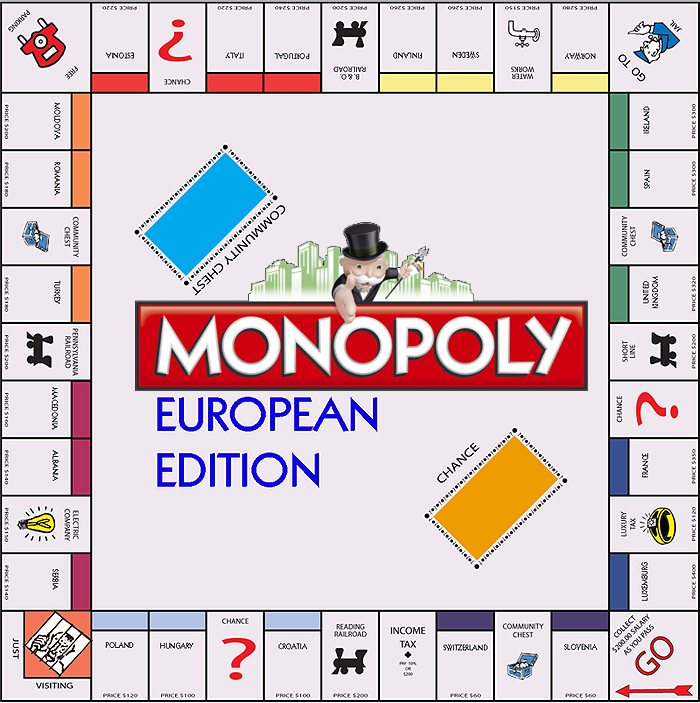 FREE
PARKING
ESTONIA
PRICE $220
CHANCE
?
ITALY
PRICE $220
PORTUGAL
PRICE $240
B. & O.
RAILROAD
PRICE $200
FINLAND
PRICE $260
SWEDEN
PRICE $260
WATER
WORKS
PRICE $150
NORWAY
PRICE $280
GO TO
JAIL
MOLDOVA
PRICE $200
ROMANIA
PRICE $180
COMMUNITY
CHEST
TURKEY
PRICE $180
PENNSYLVANIA
RAILROAD
PRICE $200
MACEDONIA
PRICE $160
ALBANIA
PRICE $140
ELECTRIC
COMPANY
PRICE $150
SERBIA
PRICE $140
COMMUNITY CHEST
MONOPOLY
EUROPEAN
EDITION
CHANCE
IRELAND
PRICE $300
SPAIN
PRICE $300
COMMUNITY
CHEST
UNITED
KINGDOM
PRICE $320
SHORT
LINE
PRICE $200
CHANCE
?
FRANCE
PRICE $350
LUXURY
TAX
PRICE $120
LUXEMBURG
PRICE $400
JUST
VISITING
POLAND
PRICE $120
HUNGARY
PRICE $100
CHANCE
?
CROATIA
PRICE $100
READING
RAILROAD
PRICE $200
INCOME
TAX
PAY 10%
OR
$200
SWITZERLAND
PRICE $60
COMMUNITY
CHEST
SLOVENIA
PRICE $60
COLLECT
$200.00 SALARY
AS YOU PASS
GO